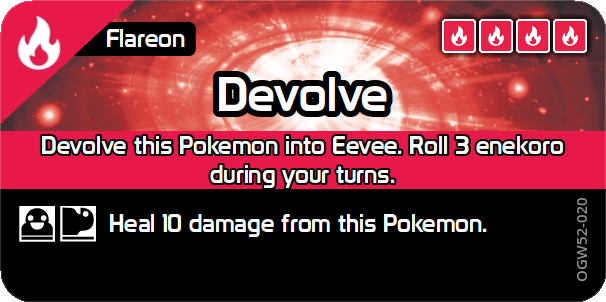 Flareon
Devolve
Devolve this Pokemon into Eevee. Roll 3 enekoro
during your turns.
Heal 10 damage from this Pokemon.
OGW52-020